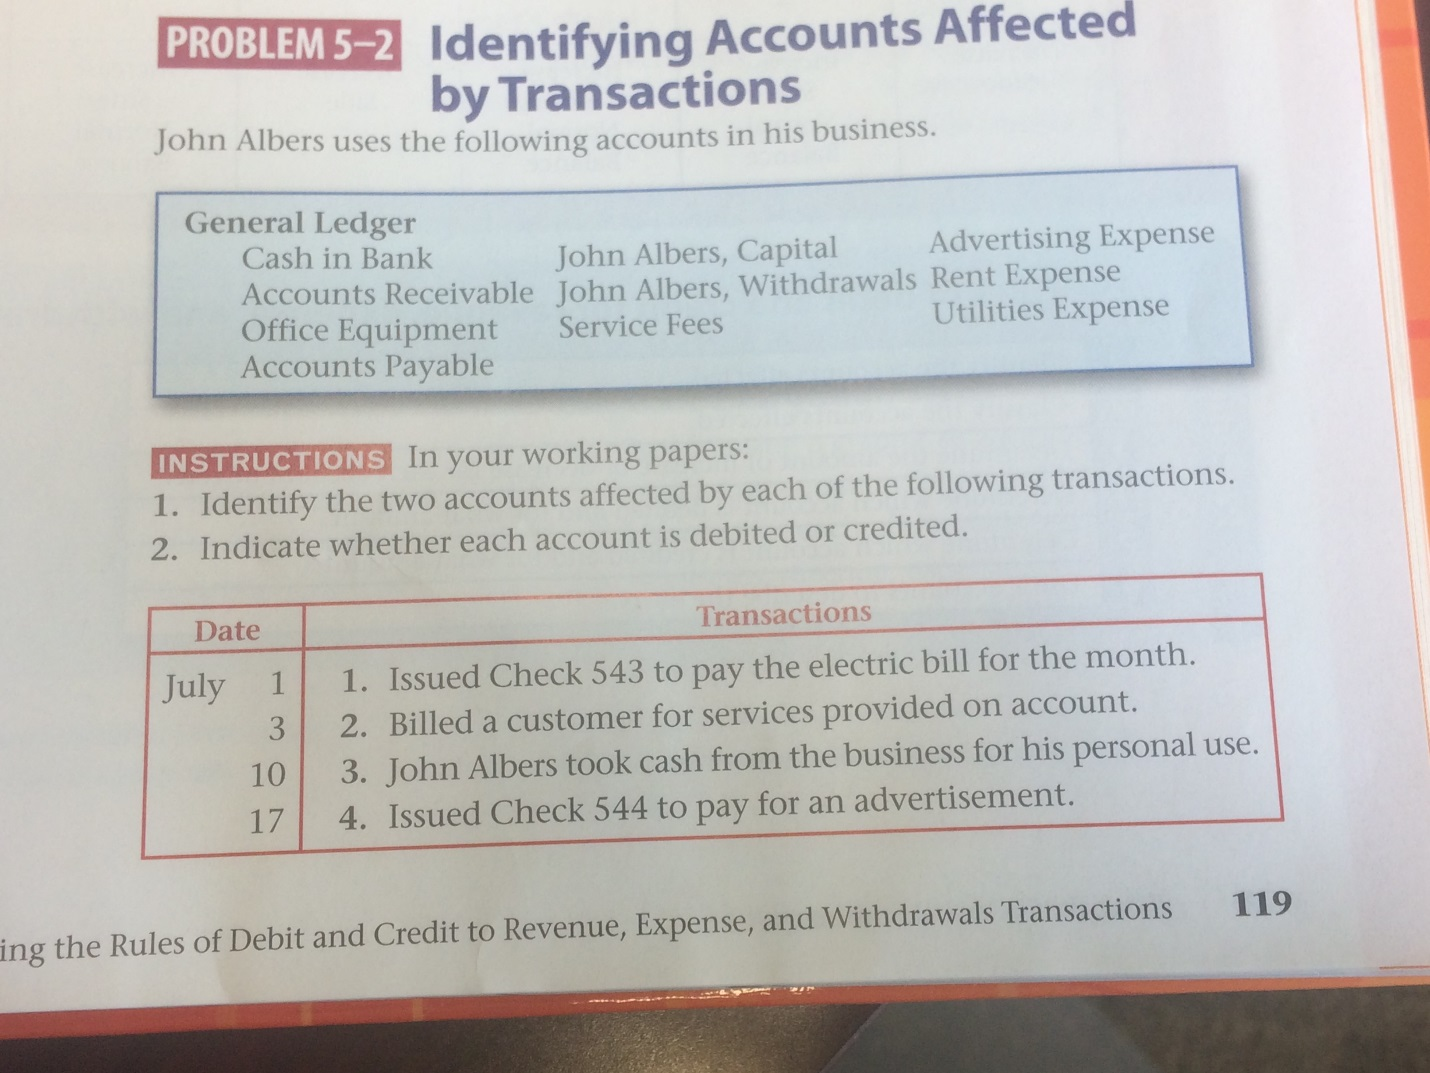 PROBLEM 5–2 Identifying Accounts Affected
by Transactions
John Albers uses the following accounts in his business.
General Ledger
Cash in Bank John Albers, Capital Advertising Expense
Accounts Receivable John Albers, Withdrawals Rent Expense
Office Equipment Service Fees Utilities Expense
Accounts Payable
INSTRUCTIONS In your working papers:
1. Identify the two accounts affected by each of the following transactions.
2. Indicate whether each account is debited or credited.
Date Transactions
July 1 1. Issued Check 543 to pay the electric bill for the month.
3 2. Billed a customer for services provided on account.
10 3. John Albers took cash from the business for his personal use.
17 4. Issued Check 544 to pay for an advertisement.
ing the Rules of Debit and Credit to Revenue, Expense, and Withdrawals Transactions 119